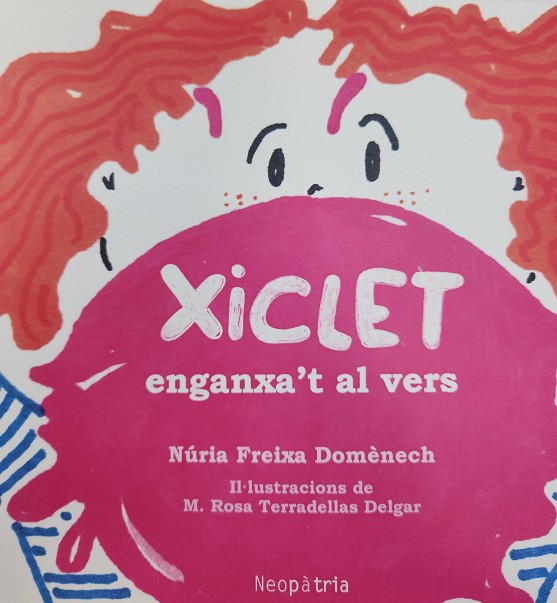 XiCLET
enganxa't al vers
Núria Freixa Domènech
Il·lustracions de
M. Rosa Terradellas Delgar
Neopàtria